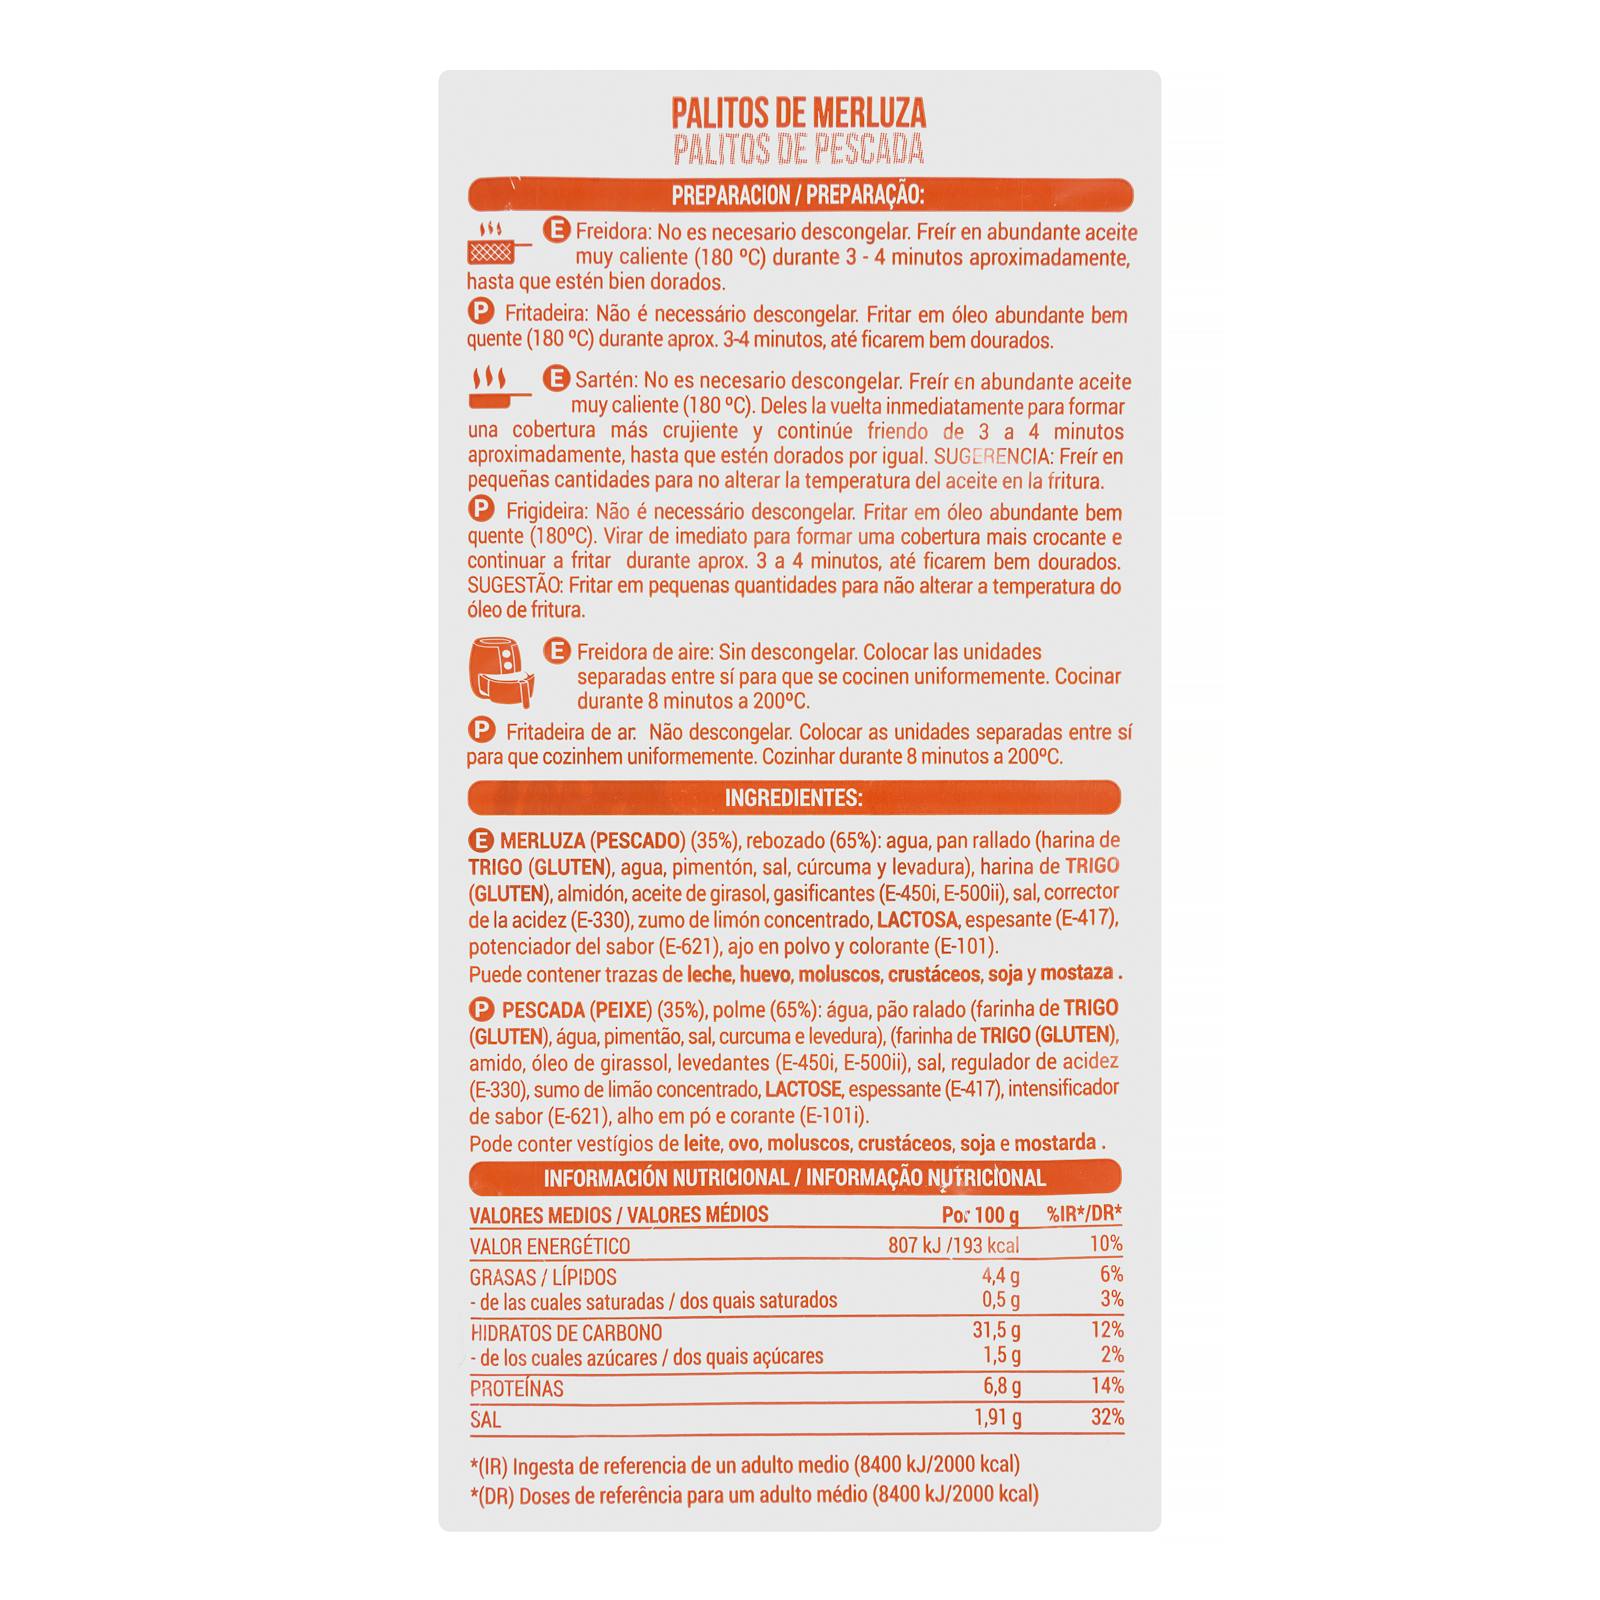 PALITOS DE MERLUZA
PALITOS DE PESCADA
PREPARACION / PREPARAÇÃO:
E Freidora: No es necesario descongelar. Freír en abundante aceite
muy caliente (180 ºC) durante 3 - 4 minutos aproximadamente,
hasta que estén bien dorados.
P Fritadeira: Não é necessário descongelar. Fritar em óleo abundante bem
quente (180 ºC) durante aprox. 3-4 minutos, até ficarem bem dourados.
E Sartén: No es necesario descongelar. Freír en abundante aceite
muy caliente (180 ºC). Deles la vuelta inmediatamente para formar
una cobertura más crujiente y continúe friendo de 3 a 4 minutos
aproximadamente, hasta que estén dorados por igual. SUGERENCIA: Freír en
pequeñas cantidades para no alterar la temperatura del aceite en la fritura.
P Frigideira: Não é necessário descongelar. Fritar em óleo abundante bem
quente (180ºC). Virar de imediato para formar uma cobertura mais crocante e
continuar a fritar durante aprox. 3 a 4 minutos, até ficarem bem dourados.
SUGESTÃO: Fritar em pequenas quantidades para não alterar a temperatura do
óleo de fritura.
E Freidora de aire: Sin descongelar. Colocar las unidades
separadas entre sí para que se cocinen uniformemente. Cocinar
durante 8 minutos a 200ºC.
P Fritadeira de ar: Não descongelar. Colocar as unidades separadas entre sí
para que cozinhem uniformemente. Cozinhar durante 8 minutos a 200ºC.
INGREDIENTES:
E MERLUZA (PESCADO) (35%), rebozado (65%): agua, pan rallado (harina de
TRIGO (GLUTEN), agua, pimentón, sal, cúrcuma y levadura), harina de TRIGO
(GLUTEN), almidón, aceite de girasol, gasificantes (E-450i, E-500ii), sal, corrector
de la acidez (E-330), zumo de limón concentrado, LACTOSA, espesante (E-417),
potenciador del sabor (E-621), ajo en polvo y colorante (E-101).
Puede contener trazas de leche, huevo, moluscos, crustáceos, soja y mostaza .
P PESCADA (PEIXE) (35%), polme (65%): água, pão ralado (farinha de TRIGO
(GLUTEN), água, pimentão, sal, curcuma e levedura), (farinha de TRIGO (GLUTEN),
amido, óleo de girassol, levedantes (E-450i, E-500ii), sal, regulador de acidez
(E-330), sumo de limão concentrado, LACTOSE, espessante (E-417), intensificador
de sabor (E-621), alho em pó e corante (E-101i).
Pode conter vestígios de leite, ovo, moluscos, crustáceos, soja e mostarda .
INFORMACIÓN NUTRICIONAL / INFORMAÇÃO NUTRICIONAL
VALORES MEDIOS / VALORES MÉDIOS Por 100 g %IR*/DR*
VALOR ENERGÉTICO 807 kJ /193 kcal 10%
GRASAS / LÍPIDOS 4,4 g 6%
- de las cuales saturadas / dos quais saturados 0,5 g 3%
HIDRATOS DE CARBONO 31,5 g 12%
- de los cuales azúcares / dos quais açúcares 1,5 g 2%
PROTEÍNAS 6,8 g 14%
SAL 1,91 g 32%
*(IR) Ingesta de referencia de un adulto medio (8400 kJ/2000 kcal)
*(DR) Doses de referência para um adulto médio (8400 kJ/2000 kcal)